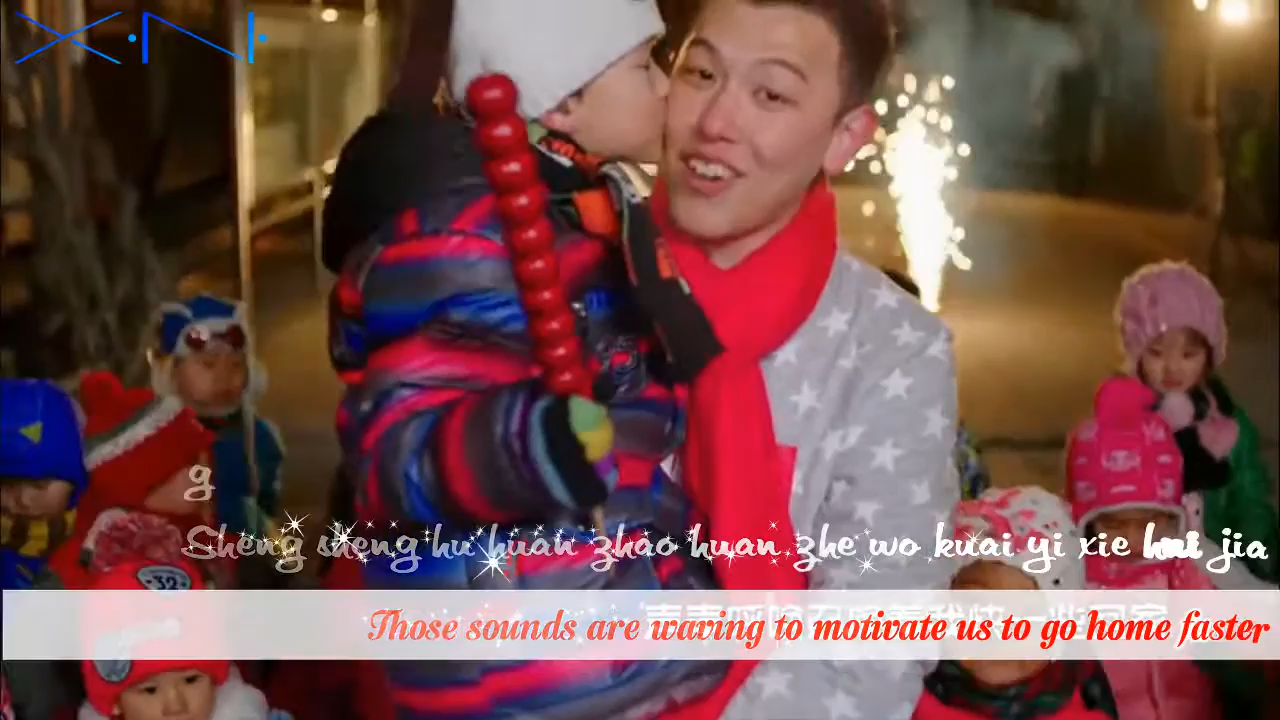 X·N·
g
Sheng sheng hu huan zhao huan zhe wo kuai yi xie hui jia
Those sounds are waving to motivate us to go home faster
32